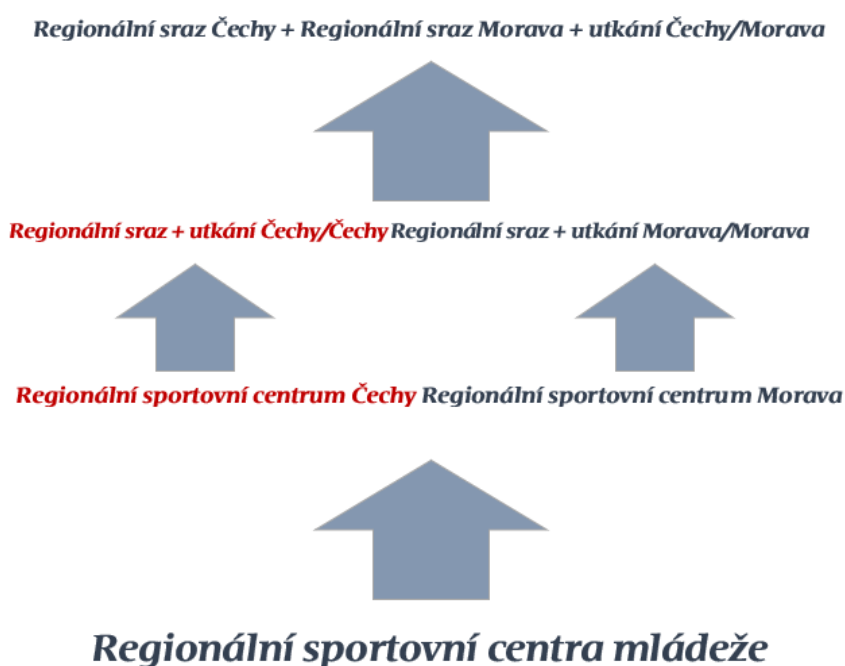 Regionální sraz Čechy + Regionální sraz Morava + utkání Čechy/Morava
Regionální sraz + utkání Čechy/Čechy Regionální sraz + utkání Morava/Morava
Regionální sportovní centrum Čechy Regionální sportovní centrum Morava
Regionální sportovní centra mládeže